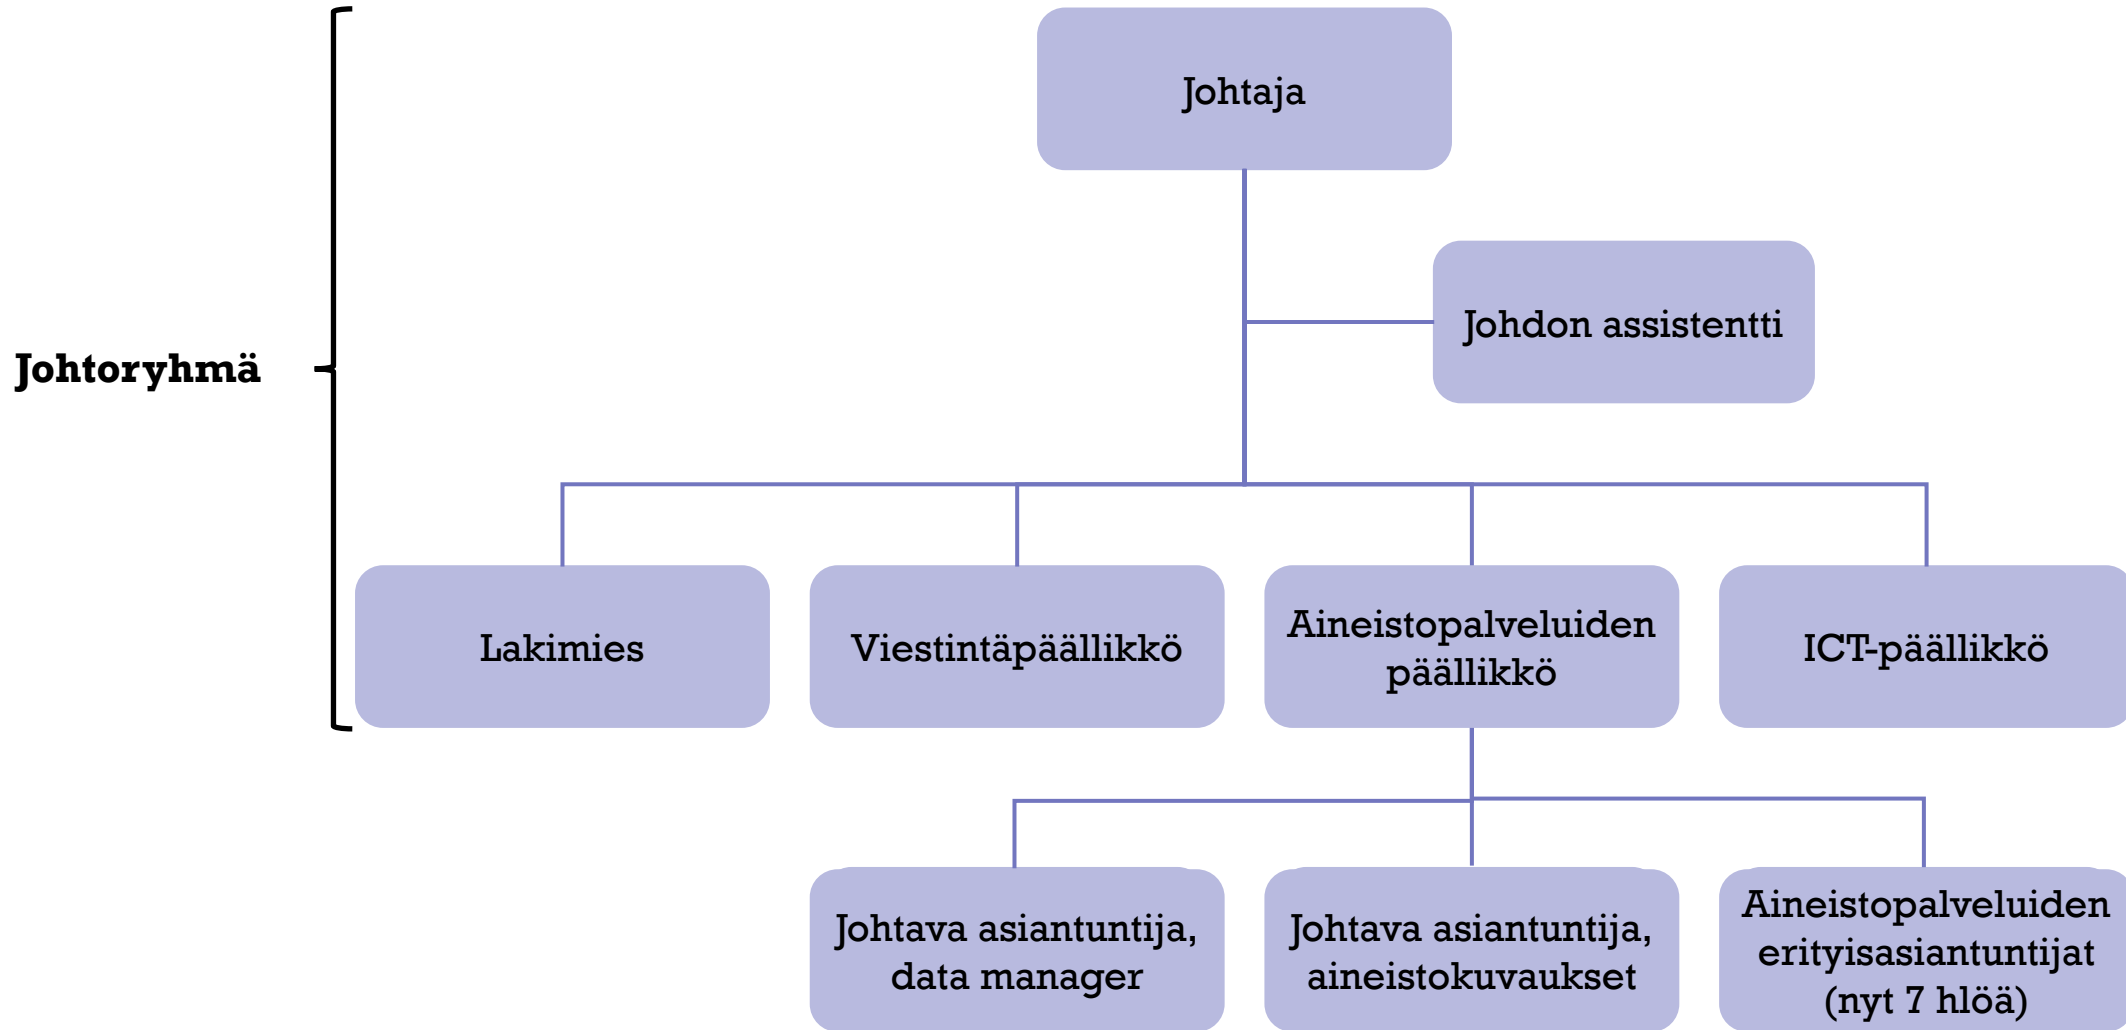 Johtaja
Johdon assistentti
Johtoryhmä
Lakimies
Viestintäpäällikkö
Aineistopalveluiden
päällikkö
ICT-päällikkö
Johtava asiantuntija,
data manager
Johtava asiantuntija,
aineistokuvaukset
Aineistopalveluiden
erityisasiantuntijat
(nyt 7 hlöä)